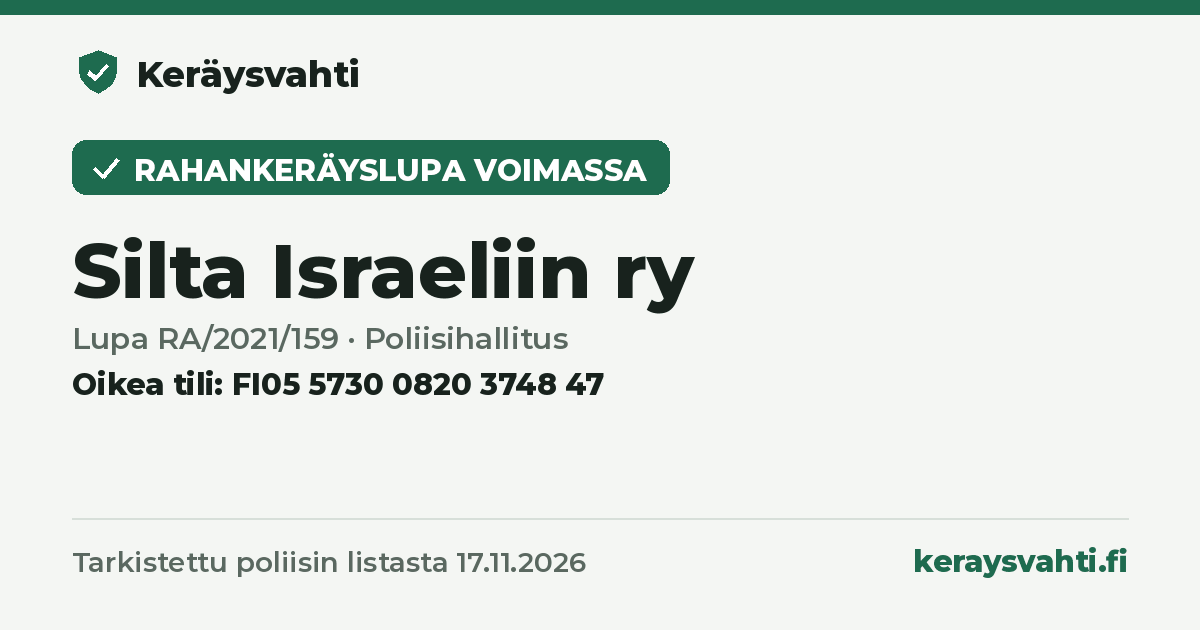 Keräysvahti
RAHANKERÄYSLUPA VOIMASSA
Silta Israeliin ry
Lupa RA/2021/159 · Poliisihallitus
Oikea tili: FI05 5730 0820 3748 47
Tarkistettu poliisin listasta 17.11.2026
keraysvahti.fi